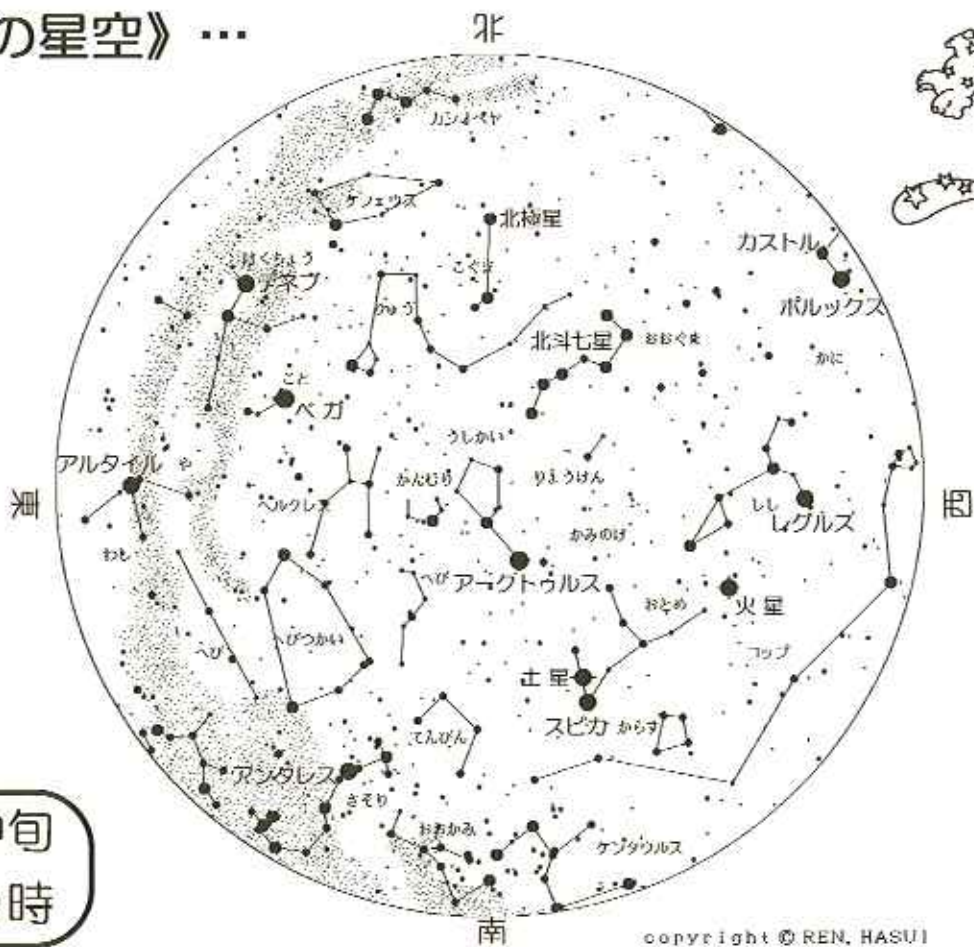 の星空》…
北
カシオペヤ
ケフェウス
北極星
カストル
はくちょう
デネブ
こぐま
ポルックス
りゅう
北斗七星
おおぐま
かに
こと
ベガ
うしかい
アルタイル
や
かんむり
りょうけん
東
ヘルクレス
しし
レグルス
西
かみのけ
わし
アークトゥルス
へび
おとめ
火星
へびつかい
へび
コップ
土星
スピカ
からす
てんびん
アンタレス
さそり
おおかみ
ケンタウルス
旬
時
南
copyright © REN, HASUI